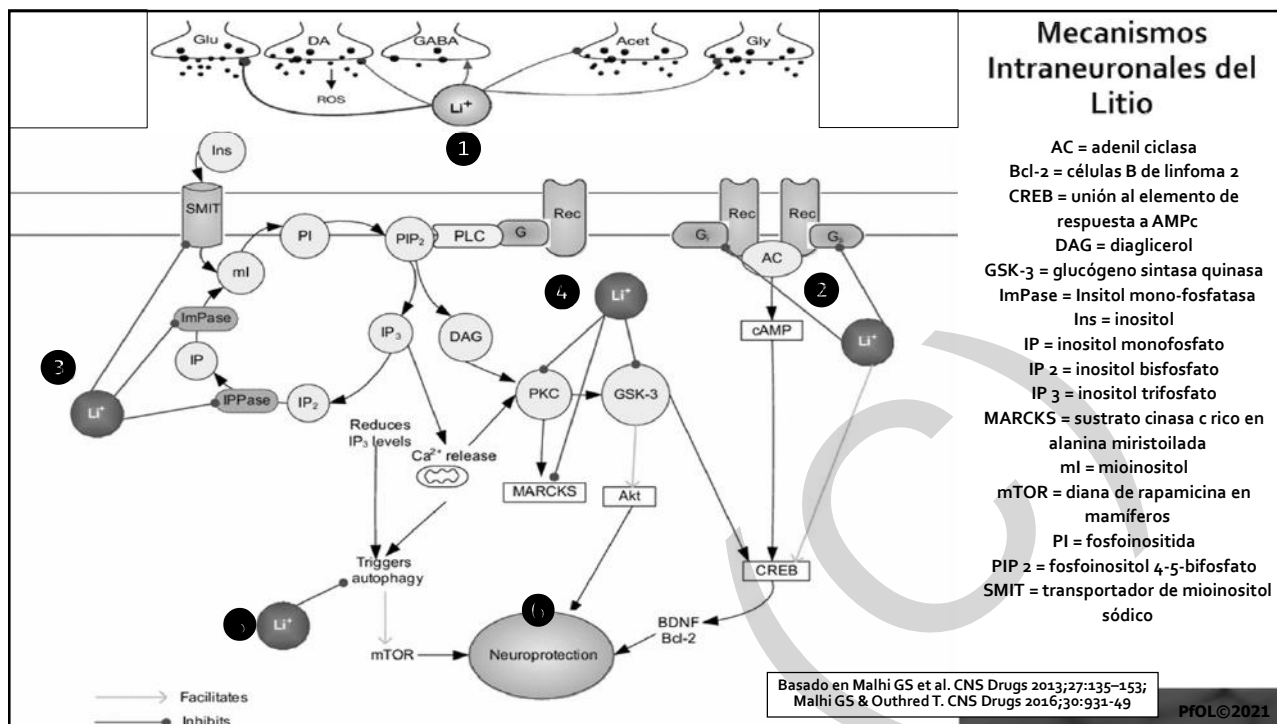 Glu
DA
GABA
Acet
Gly
ROS
Li⁺
1
Mecanismos
Intraneuronales del
Litio
AC = adenil ciclasa
Bcl-2 = células B de linfoma 2
CREB = unión al elemento de
respuesta a AMPc
DAG = diaglicerol
GSK-3 = glucógeno sintasa quinasa
ImPase = Insitol mono-fosfatasa
Ins = inositol
IP = inositol monofosfato
IP 2 = inositol bisfosfato
IP 3 = inositol trifosfato
MARCKS = sustrato cinasa c rico en
alanina miristoilada
mI = mioinositol
mTOR = diana de rapamicina en
mamíferos
PI = fosfoinositida
PIP 2 = fosfoinositol 4-5-bifosfato
SMIT = transportador de mioinositol
sódico
Ins
SMIT
PI
PIP₂
PLC
G
Rec
Rec
Rec
Gᵢ
Gₛ
AC
mI
ImPase
IP
IPPase
IP₂
IP₃
DAG
4
Li⁺
2
Li⁺
cAMP
3
Li⁺
PKC
GSK-3
Reduces
IP₃ levels
Ca²⁺ release
MARCKS
Akt
Triggers
autophagy
CREB
5
Li⁺
6
BDNF
Bcl-2
mTOR
Neuroprotection
Facilitates
Inhibits
Basado en Malhi GS et al. CNS Drugs 2013;27:135–153;
Malhi GS & Outhred T. CNS Drugs 2016;30:931-49
PfOL©2021